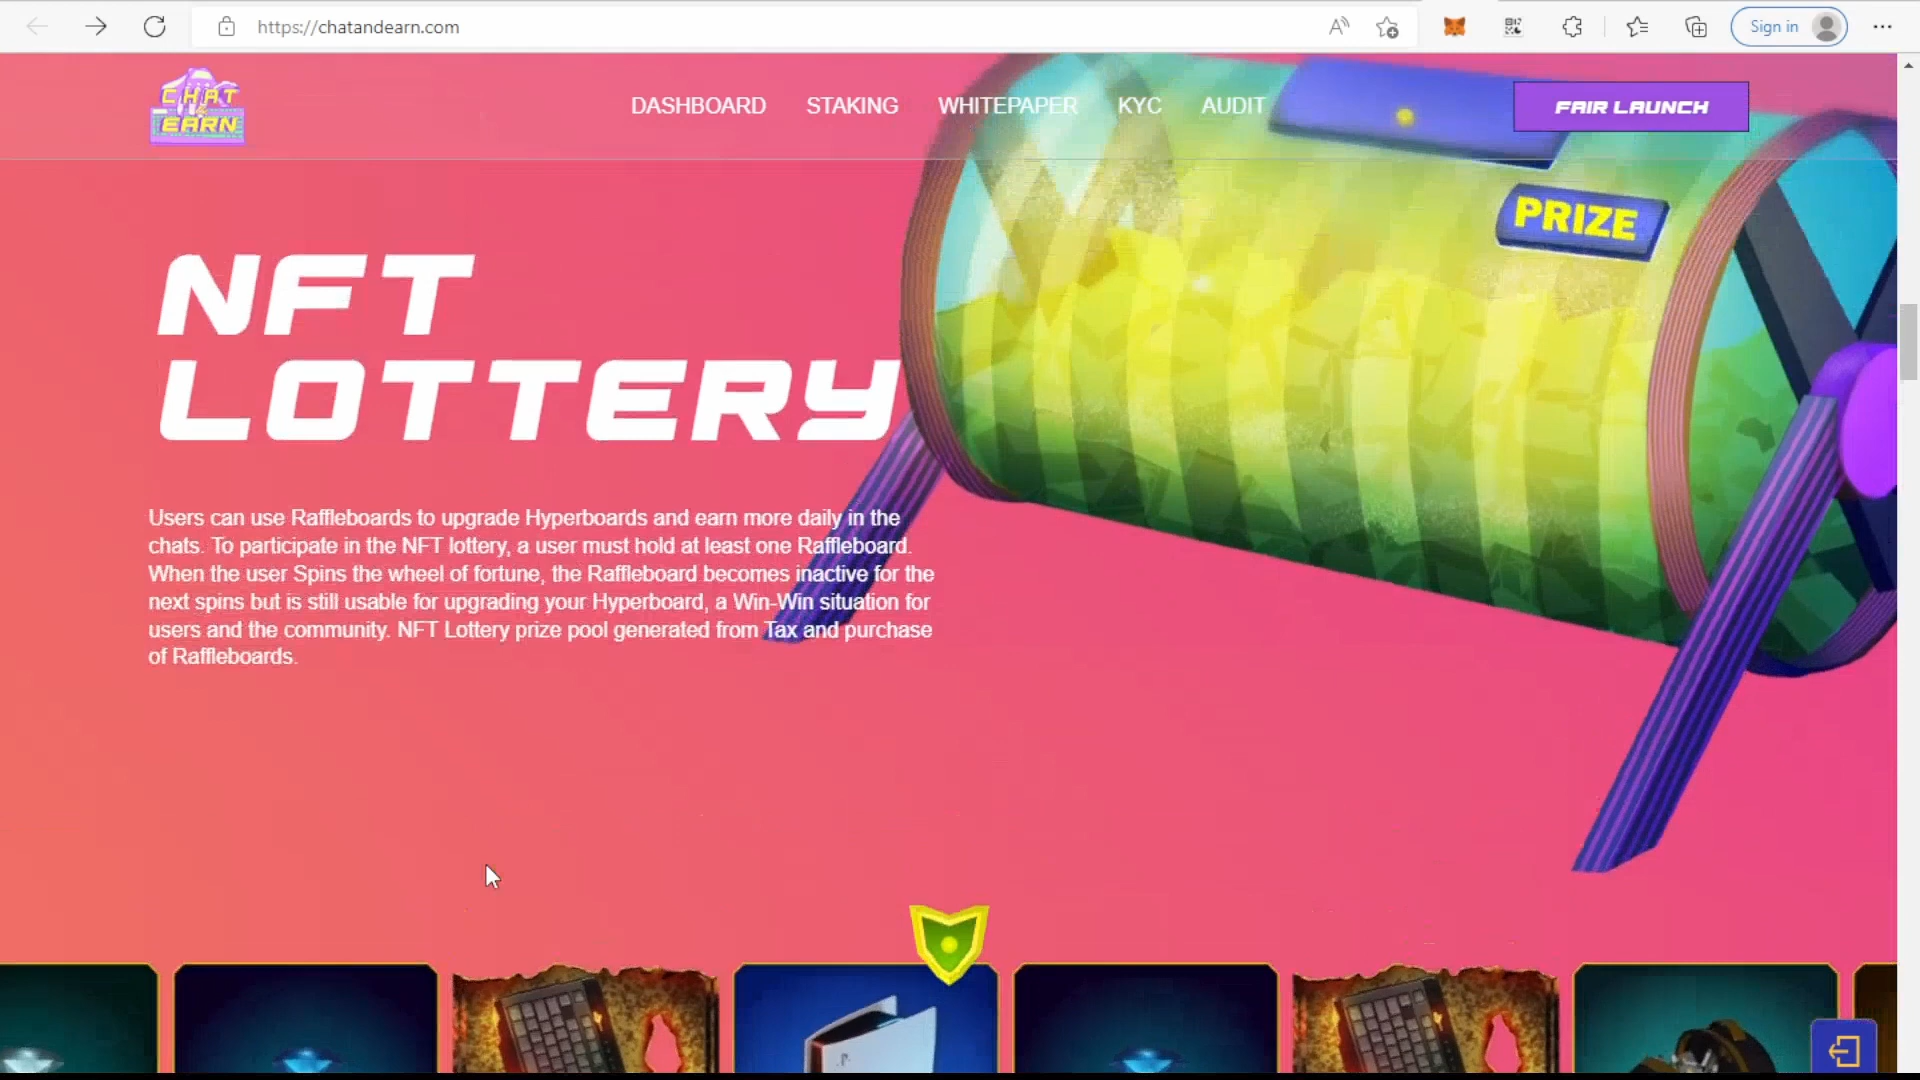 https://chatandearn.com
Sign in
CHAT
&
EARN
DASHBOARD STAKING WHITEPAPER KYC AUDIT
FAIR LAUNCH
PRIZE
NFT
LOTTERY
Users can use Raffleboards to upgrade Hyperboards and earn more daily in the
chats. To participate in the NFT lottery, a user must hold at least one Raffleboard.
When the user Spins the wheel of fortune, the Raffleboard becomes inactive for the
next spins but is still usable for upgrading your Hyperboard, a Win-Win situation for
users and the community. NFT Lottery prize pool generated from Tax and purchase
of Raffleboards.